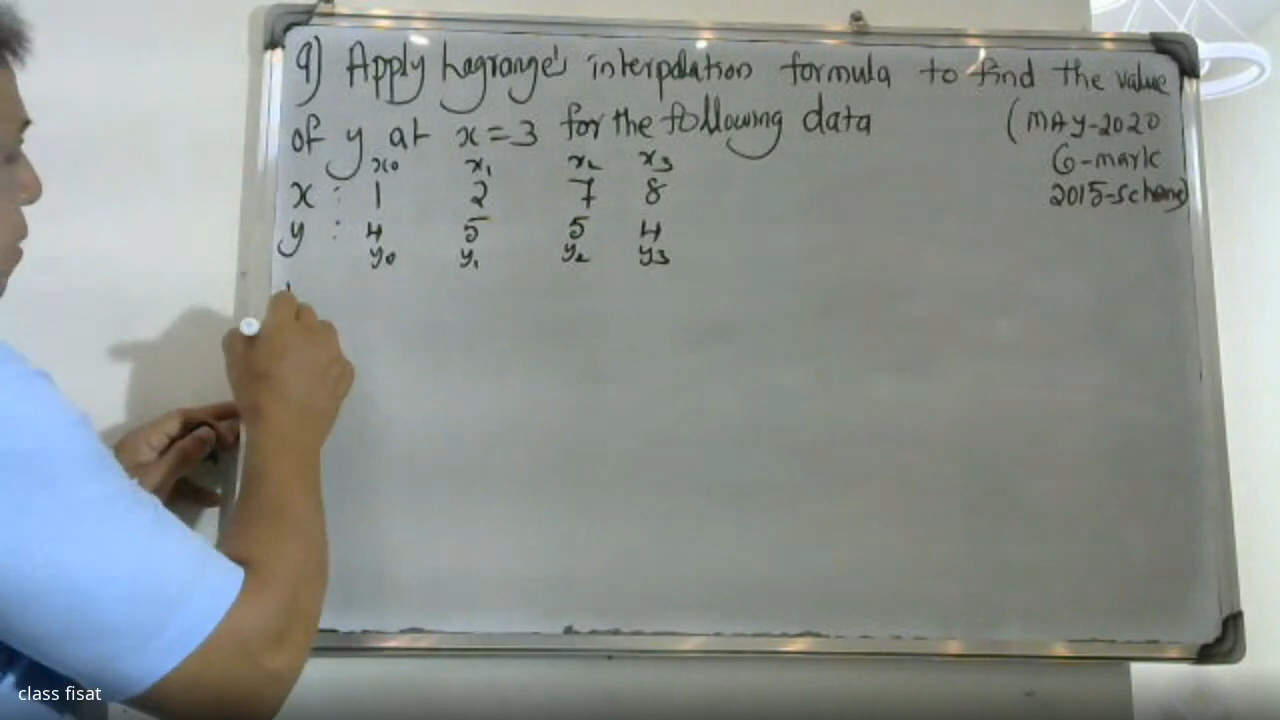 9) Apply Lagrange's interpolation formula to find the value
of y at x=3 for the following data (MAY-2020
6-mark
2015-scheme)
x0 x1 x2 x3
x : 1 2 7 8
y : 4 5 5 4
y0 y1 y2 y3
class fisat